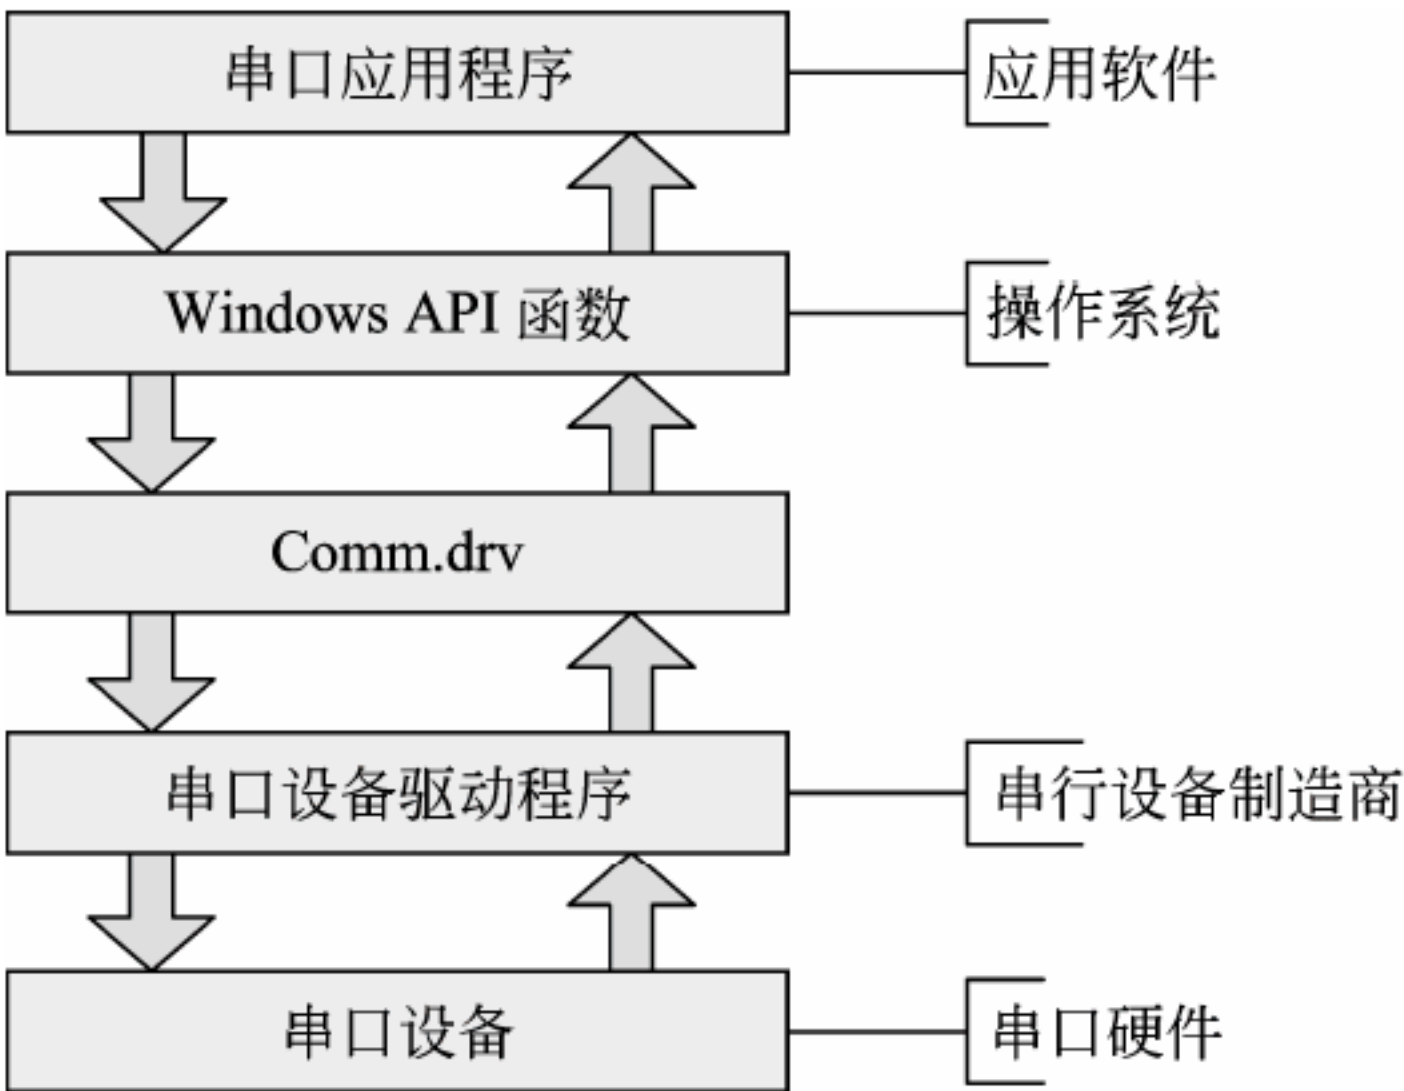 串口应用程序
应用软件
Windows API 函数
操作系统
Comm.drv
串口设备驱动程序
串行设备制造商
串口设备
串口硬件